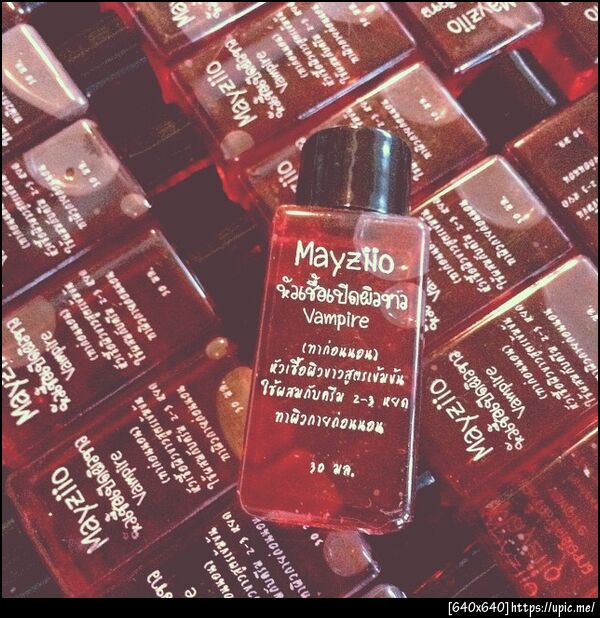 Mayziio
หัวเชื้อเปิดผิวขาว
Vampire
(ทาก่อนนอน)
หัวเชื้อผิวขาวสูตรเข้มข้น
ใช้ผสมกับครีม 2-3 หยด
ทาผิวกายก่อนนอน
30 มล.
[640x640]https://upic.me/